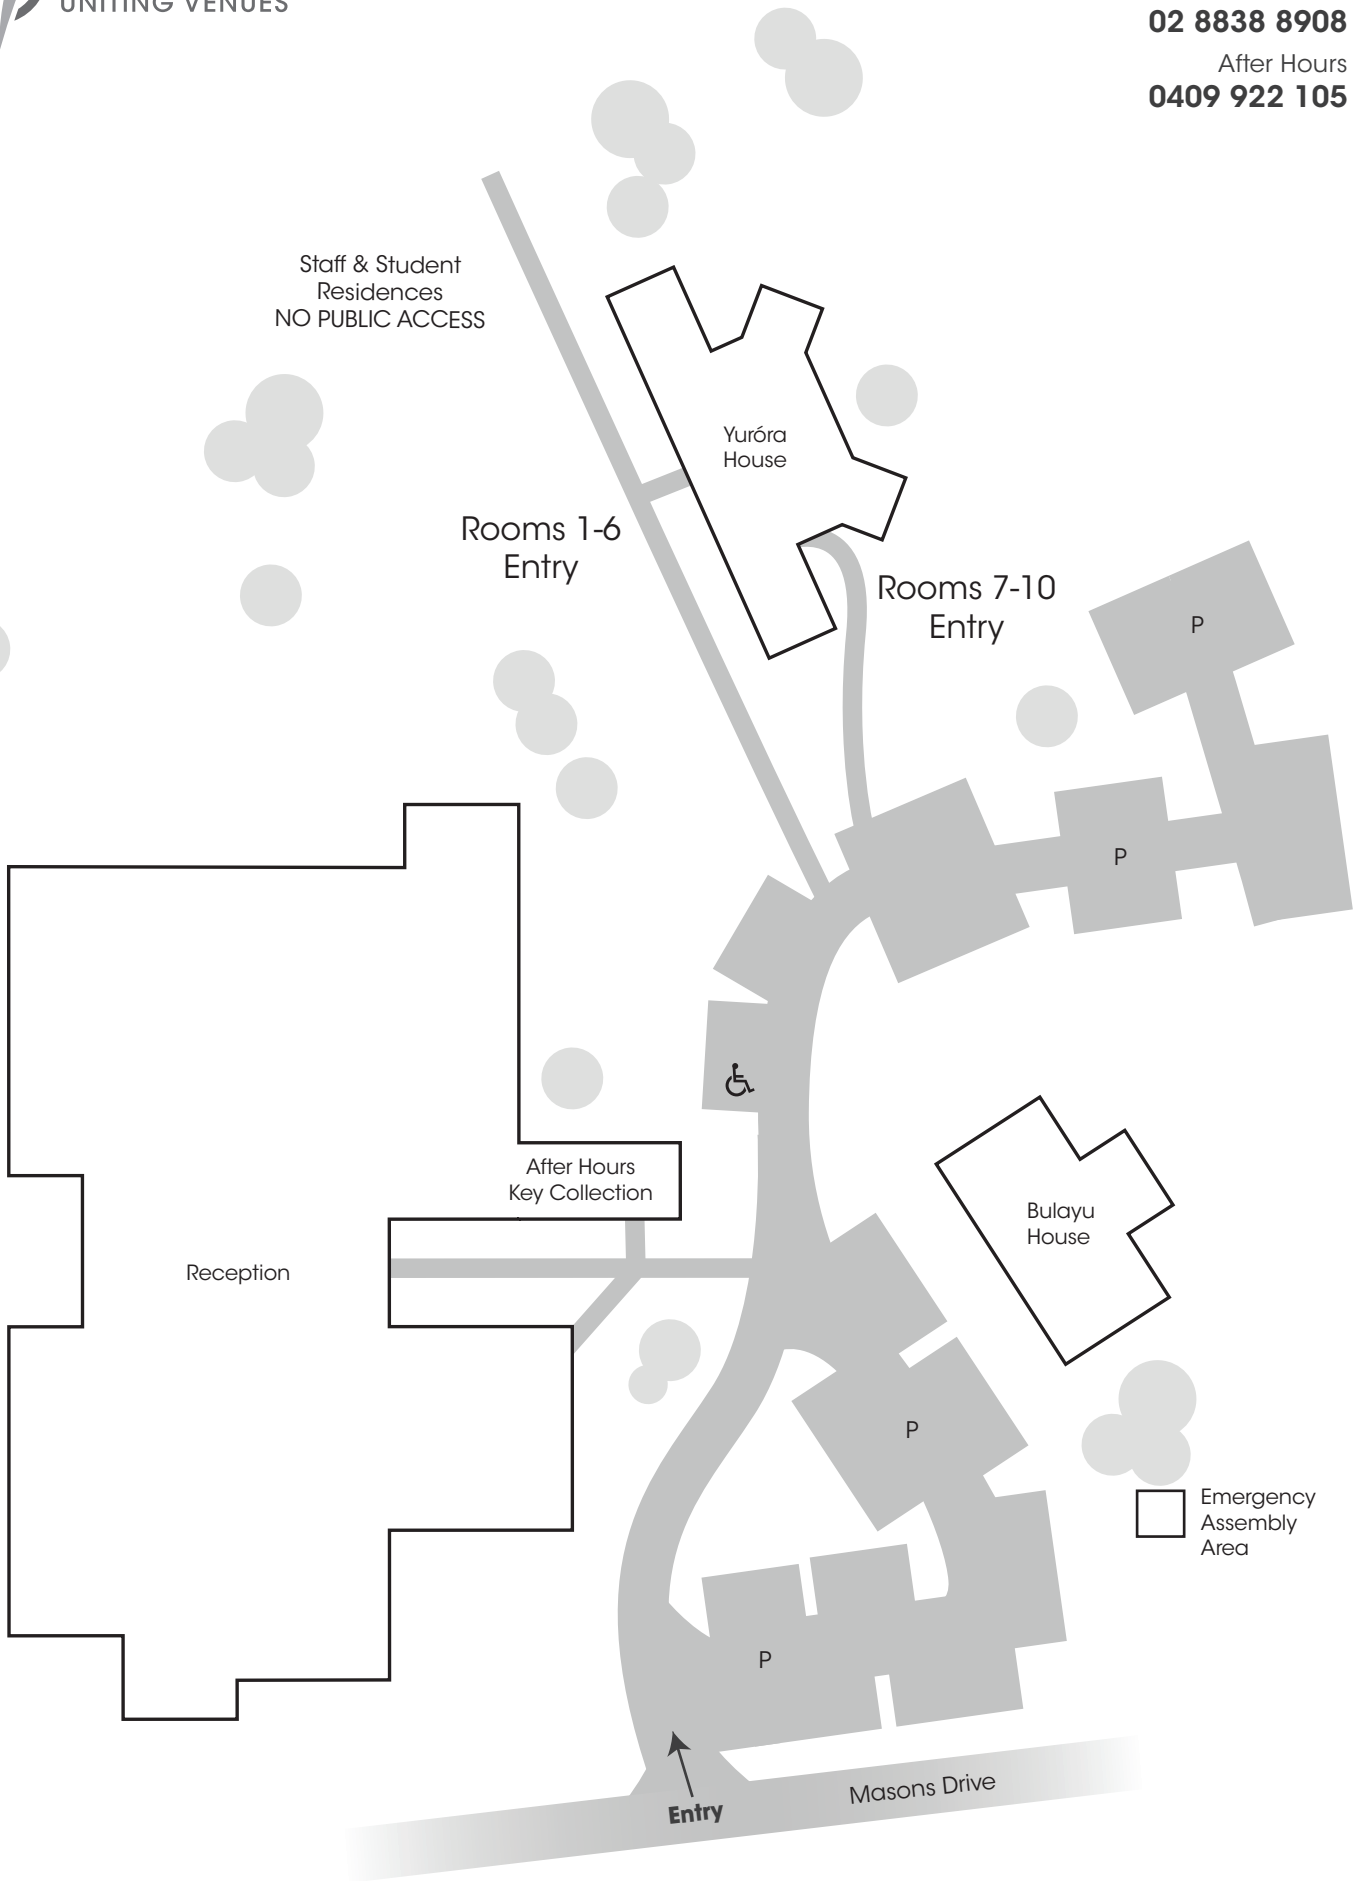 UNITING VENUES
02 8838 8908
After Hours
0409 922 105
Staff & Student
Residences
NO PUBLIC ACCESS
Yuróra
House
Rooms 1-6
Entry
Rooms 7-10
Entry
P
P
After Hours
Key Collection
Bulayu
House
Reception
P
Emergency
Assembly
Area
P
Masons Drive
Entry